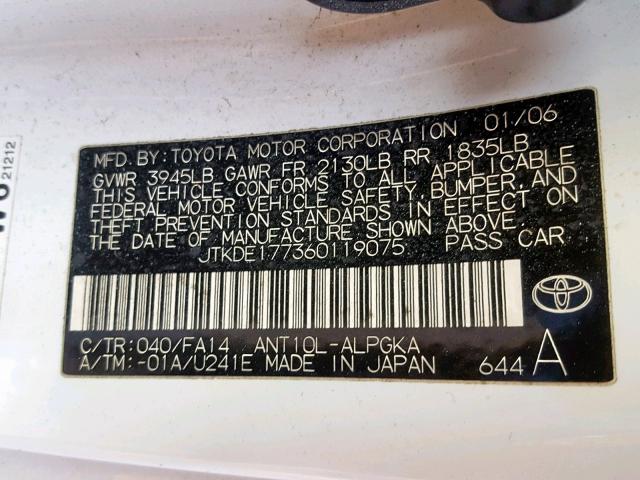 MFD.BY:TOYOTA MOTOR CORPORATION 01/06
GVWR 3945LB GAWR FR 2130LB RR 1835LB
THIS VEHICLE CONFORMS TO ALL APPLICABLE
FEDERAL MOTOR VEHICLE SAFETY, BUMPER, AND
THEFT PREVENTION STANDARDS IN EFFECT ON
THE DATE OF MANUFACTURE SHOWN ABOVE.
JTKDE177360119075 PASS CAR
C/TR:040/FA14 ANT10L-ALPGKA
A/TM:-01A/U241E MADE IN JAPAN 644 A
21212